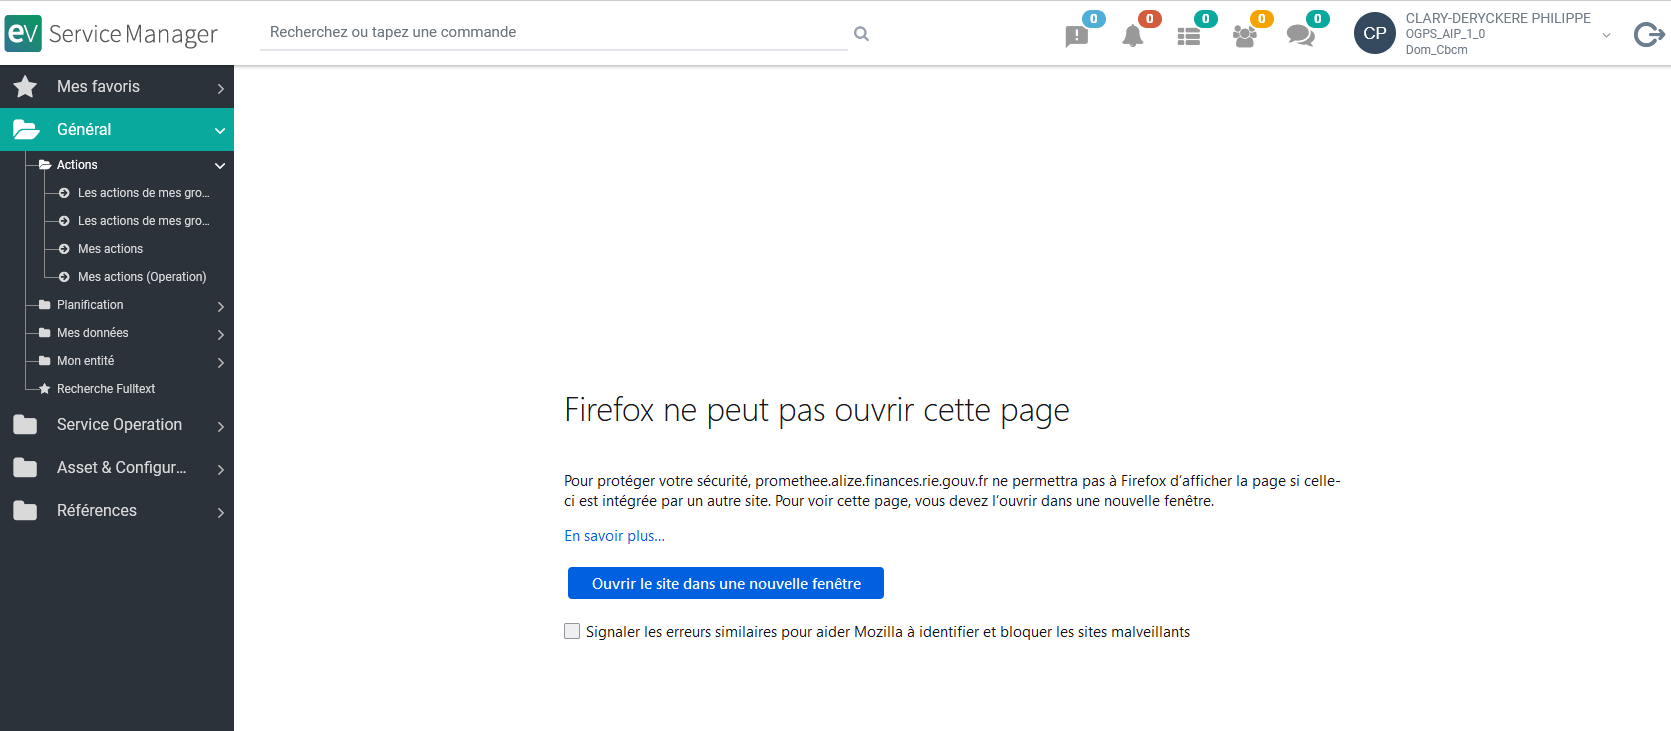 eV Service Manager
Recherchez ou tapez une commande
0
0
0
0
0
CP
CLARY-DERYCKERE PHILIPPE
OGPS_AIP_1_0
Dom_Cbcm
Mes favoris
Général
Actions
Les actions de mes gro...
Les actions de mes gro...
Mes actions
Mes actions (Operation)
Planification
Mes données
Mon entité
Recherche Fulltext
Service Operation
Asset & Configur...
Références
Firefox ne peut pas ouvrir cette page
Pour protéger votre sécurité, promethee.alize.finances.rie.gouv.fr ne permettra pas à Firefox d’afficher la page si celle-
ci est intégrée par un autre site. Pour voir cette page, vous devez l’ouvrir dans une nouvelle fenêtre.
En savoir plus…
Ouvrir le site dans une nouvelle fenêtre
Signaler les erreurs similaires pour aider Mozilla à identifier et bloquer les sites malveillants